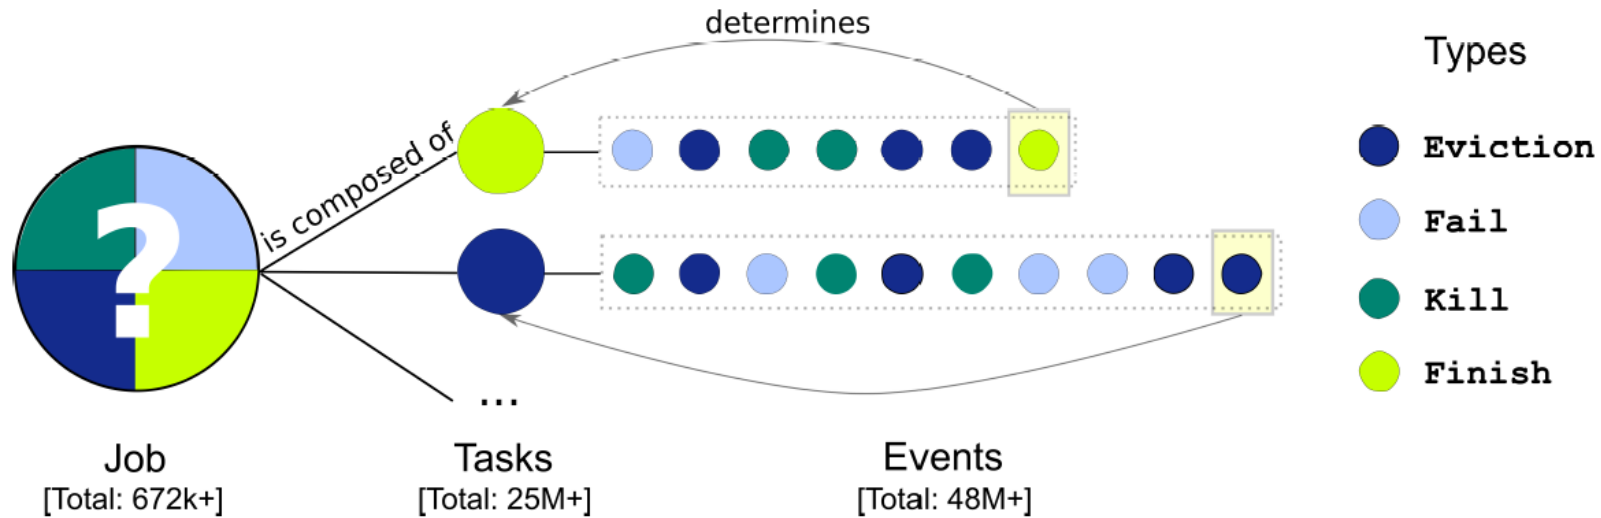 determines
Types
is composed of
?
Eviction
Fail
Kill
Finish
...
Job
[Total: 672k+]
Tasks
[Total: 25M+]
Events
[Total: 48M+]